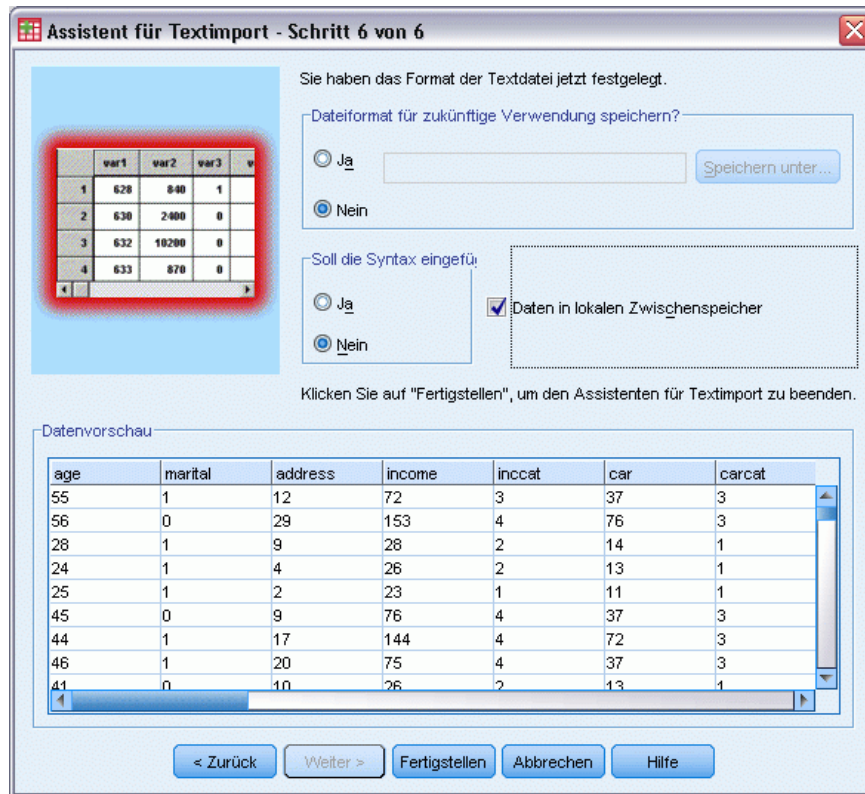 Assistent für Textimport - Schritt 6 von 6
Sie haben das Format der Textdatei jetzt festgelegt.
Dateiformat für zukünftige Verwendung speichern?
Ja
Speichern unter...
Nein
var1 var2 var3 v
1 628 840 1
2 630 2400 0
3 632 10200 0
4 633 870 0
Soll die Syntax eingefü
Ja
Nein
Daten in lokalen Zwischenspeicher
Klicken Sie auf "Fertigstellen", um den Assistenten für Textimport zu beenden.
Datenvorschau
age marital address income inccat car carcat
55 1 12 72 3 37 3
56 0 29 153 4 76 3
28 1 9 28 2 14 1
24 1 4 26 2 13 1
25 1 2 23 1 11 1
45 0 9 76 4 37 3
44 1 17 144 4 72 3
46 1 20 75 4 37 3
41 0 10 26 2 13 1
< Zurück Weiter > Fertigstellen Abbrechen Hilfe